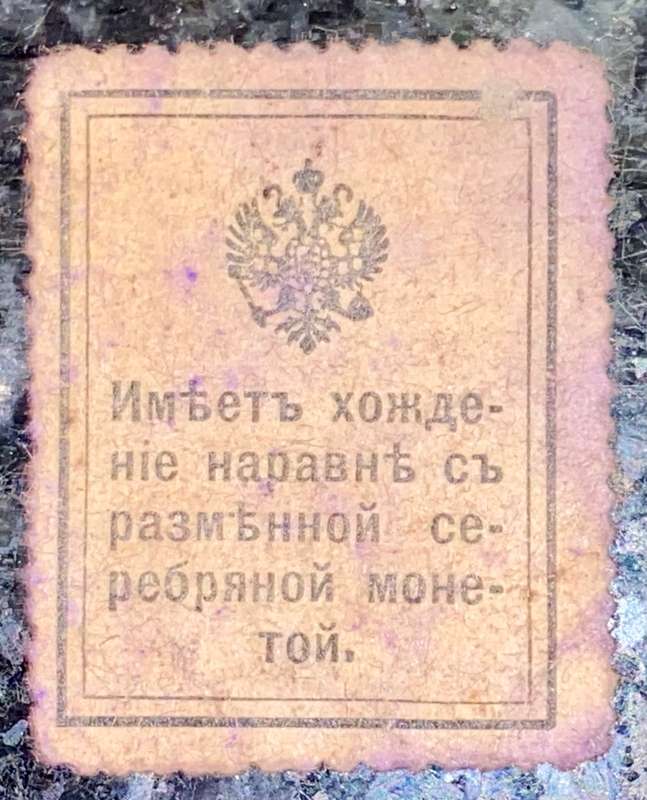 Имѣетъ хожде-
ніе наравнѣ съ
размѣнной се-
ребряной моне-
той.